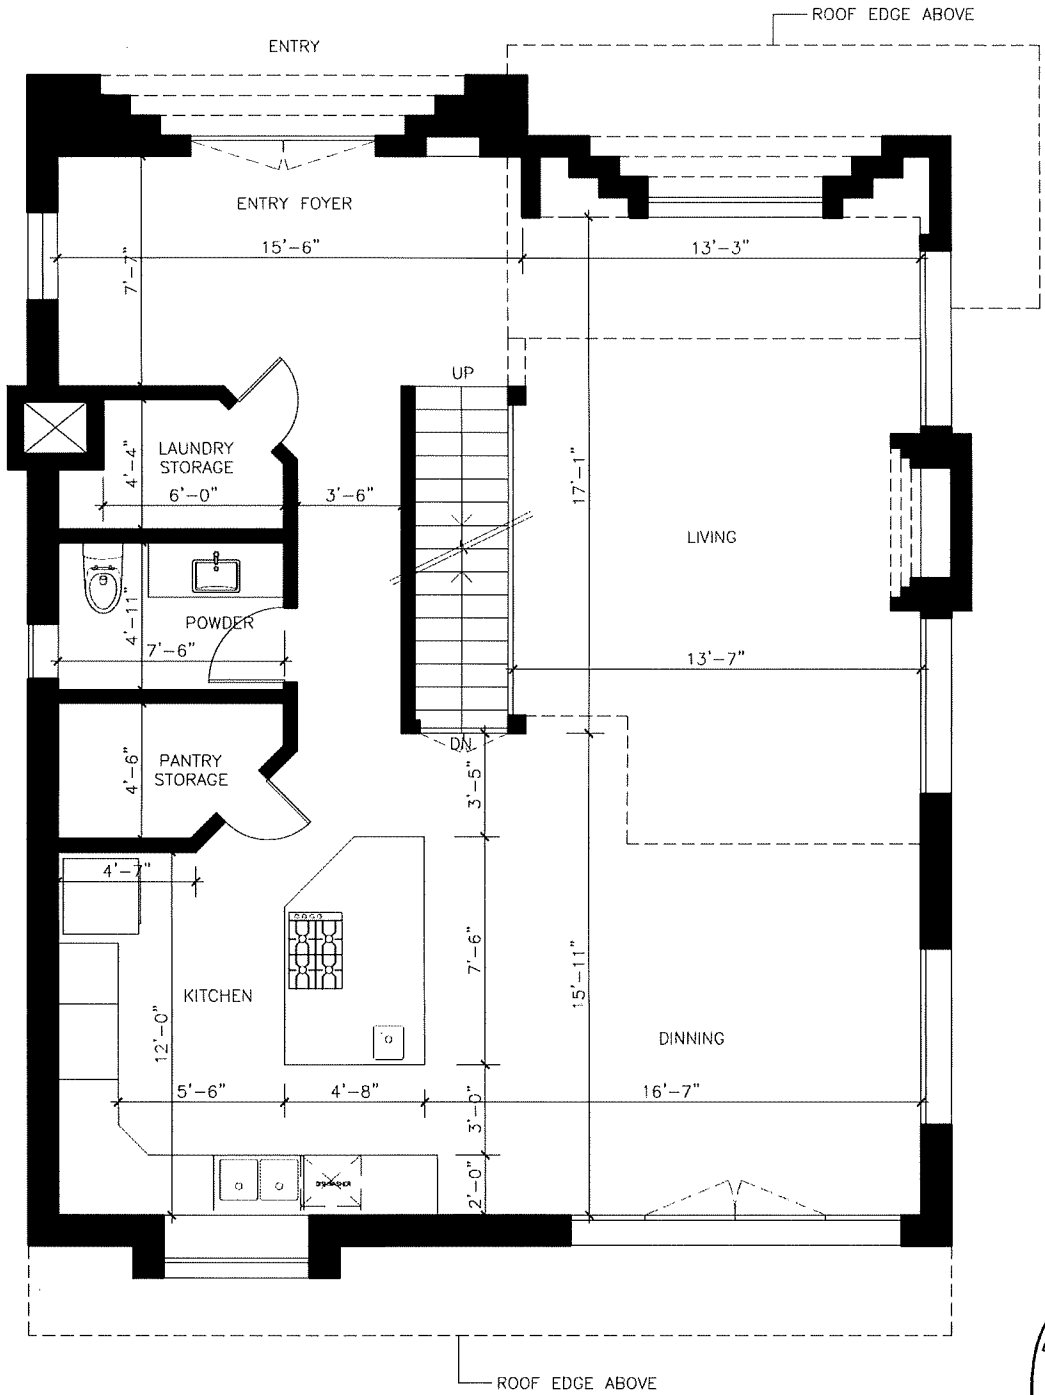 ROOF EDGE ABOVE
ENTRY
ENTRY FOYER
15'-6"
13'-3"
7'-7"
UP
LAUNDRY
STORAGE
4'-4"
6'-0"
3'-6"
17'-1"
LIVING
4'-11"
POWDER
7'-6"
13'-7"
DN
PANTRY
STORAGE
4'-6"
3'-5"
4'-7"
7'-6"
15'-11"
KITCHEN
12'-0"
DINNING
5'-6"
4'-8"
3'-0"
16'-7"
DISHWASHER
2'-0"
ROOF EDGE ABOVE